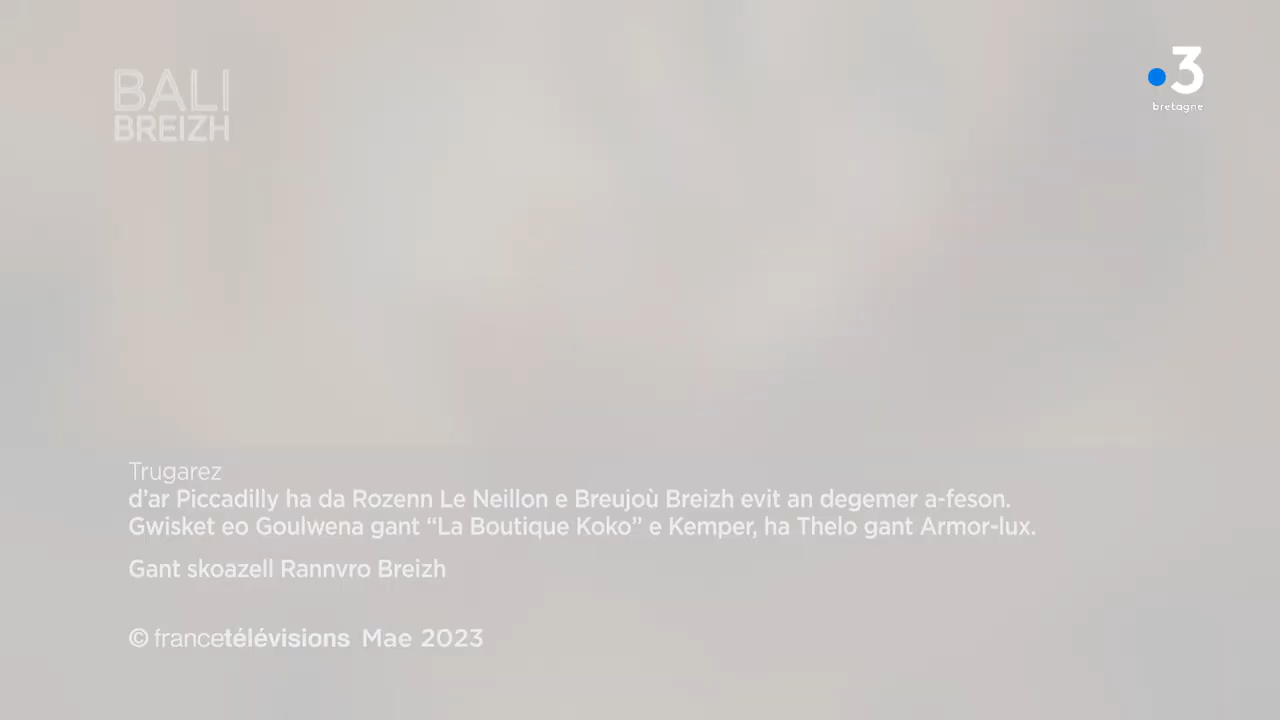 BALI
BREIZH
3
bretagne
Trugarez
d'ar Piccadilly ha da Rozenn Le Neillon e Breujoù Breizh evit an degemer a-feson.
Gwisket eo Goulwena gant “La Boutique Koko” e Kemper, ha Thelo gant Armor-lux.
Gant skoazell Rannvro Breizh
© francetélévisions Mae 2023